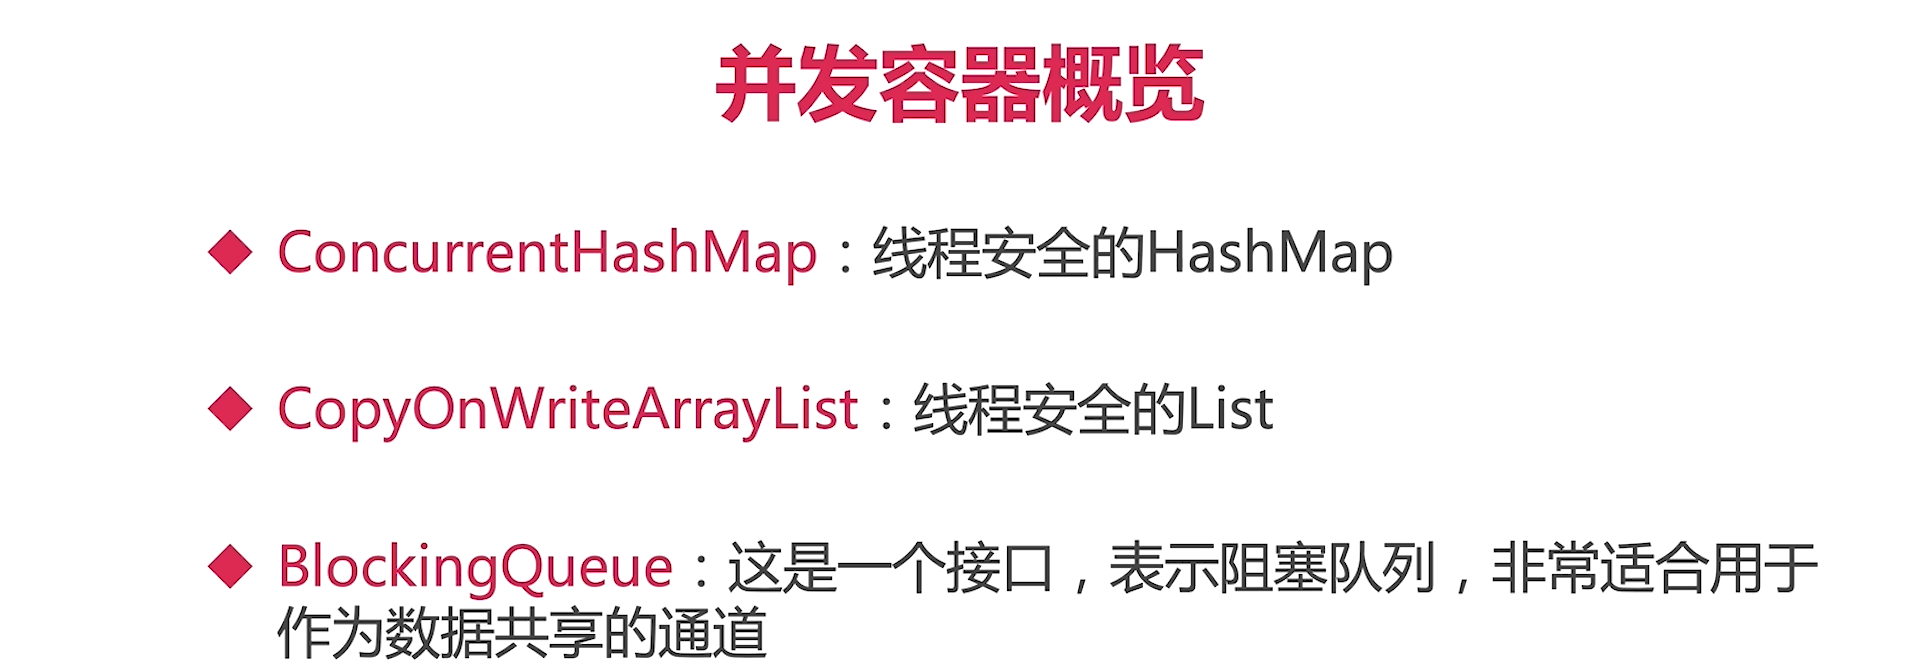 并发容器概览
◆ ConcurrentHashMap：线程安全的HashMap
◆ CopyOnWriteArrayList：线程安全的List
◆ BlockingQueue：这是一个接口，表示阻塞队列，非常适合用于
作为数据共享的通道